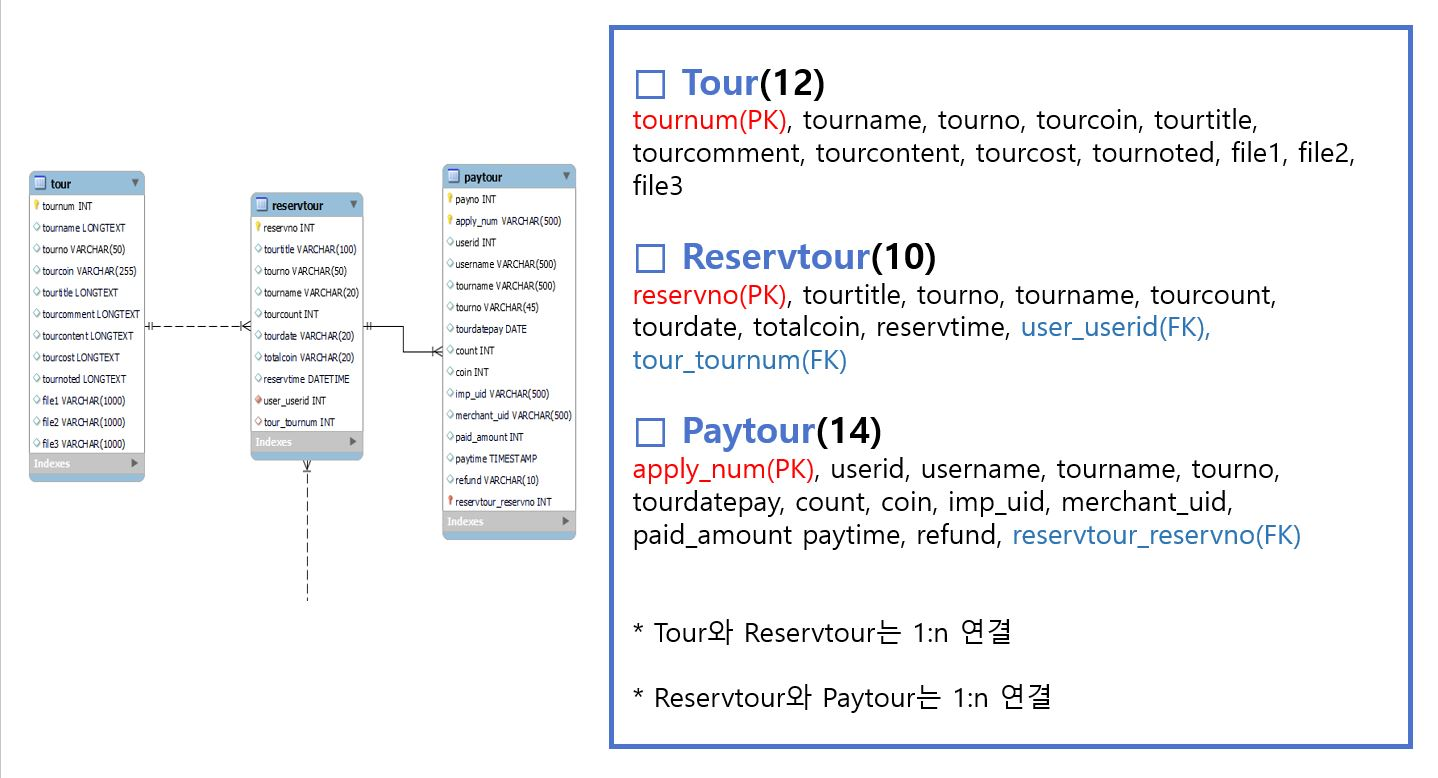 tour
tournum INT
tourname LONGTEXT
tourno VARCHAR(50)
tourcoin VARCHAR(255)
tourtitle LONGTEXT
tourcomment LONGTEXT
tourcontent LONGTEXT
tourcost LONGTEXT
tournoted LONGTEXT
file1 VARCHAR(1000)
file2 VARCHAR(1000)
file3 VARCHAR(1000)
Indexes
reservtour
reservno INT
tourtitle VARCHAR(100)
tourno VARCHAR(50)
tourname VARCHAR(20)
tourcount INT
tourdate VARCHAR(20)
totalcoin VARCHAR(20)
reservtime DATETIME
user_userid INT
tour_tournum INT
Indexes
paytour
payno INT
apply_num VARCHAR(500)
userid INT
username VARCHAR(500)
tourname VARCHAR(500)
tourno VARCHAR(45)
tourdatepay DATE
count INT
coin INT
imp_uid VARCHAR(500)
merchant_uid VARCHAR(500)
paid_amount INT
paytime TIMESTAMP
refund VARCHAR(10)
reservtour_reservno INT
Indexes
Tour(12)
tournum(PK), tourname, tourno, tourcoin, tourtitle,
tourcomment, tourcontent, tourcost, tournoted, file1, file2,
file3
Reservtour(10)
reservno(PK), tourtitle, tourno, tourname, tourcount,
tourdate, totalcoin, reservtime, user_userid(FK),
tour_tournum(FK)
Paytour(14)
apply_num(PK), userid, username, tourname, tourno,
tourdatepay, count, coin, imp_uid, merchant_uid,
paid_amount paytime, refund, reservtour_reservno(FK)
* Tour와 Reservtour는 1:n 연결
* Reservtour와 Paytour는 1:n 연결